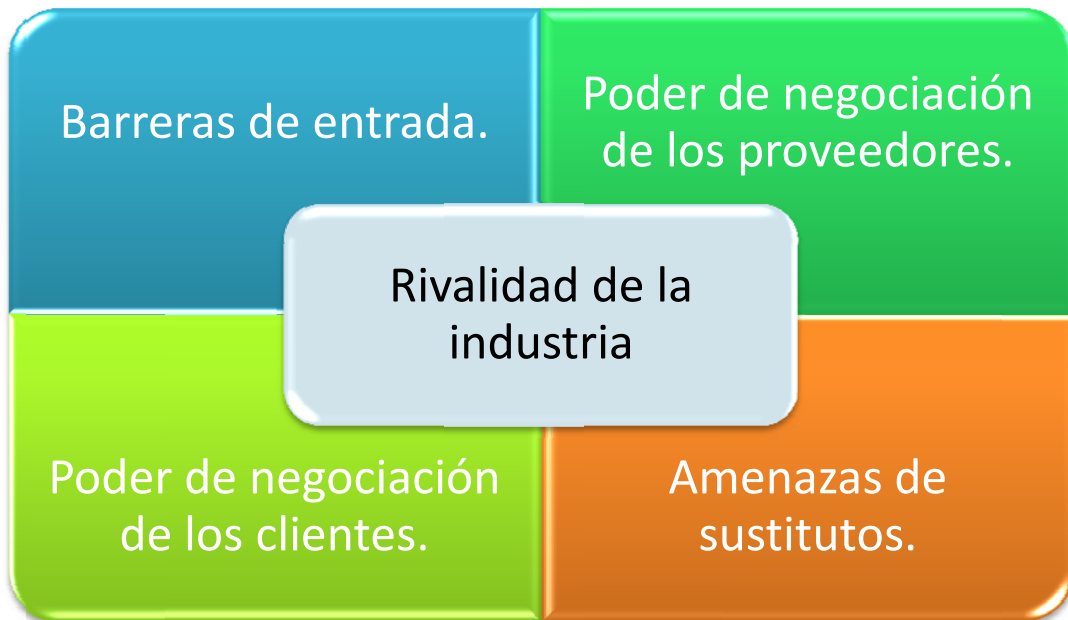 Barreras de entrada.
Poder de negociación
de los proveedores.
Rivalidad de la
industria
Poder de negociación
de los clientes.
Amenazas de
sustitutos.